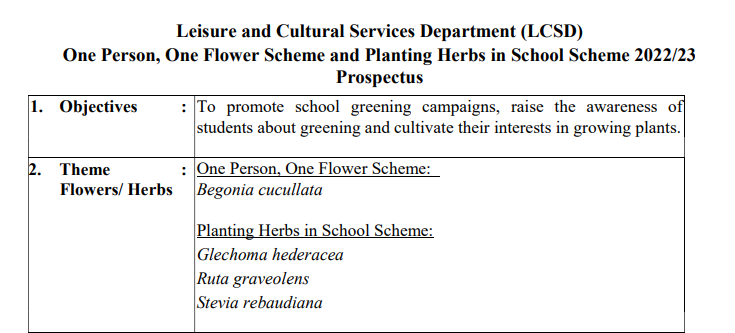 Leisure and Cultural Services Department (LCSD)
One Person, One Flower Scheme and Planting Herbs in School Scheme 2022/23
Prospectus
1. Objectives : To promote school greening campaigns, raise the awareness of
students about greening and cultivate their interests in growing plants.
2. Theme : One Person, One Flower Scheme:
Flowers/ Herbs Begonia cucullata
Planting Herbs in School Scheme:
Glechoma hederacea
Ruta graveolens
Stevia rebaudiana